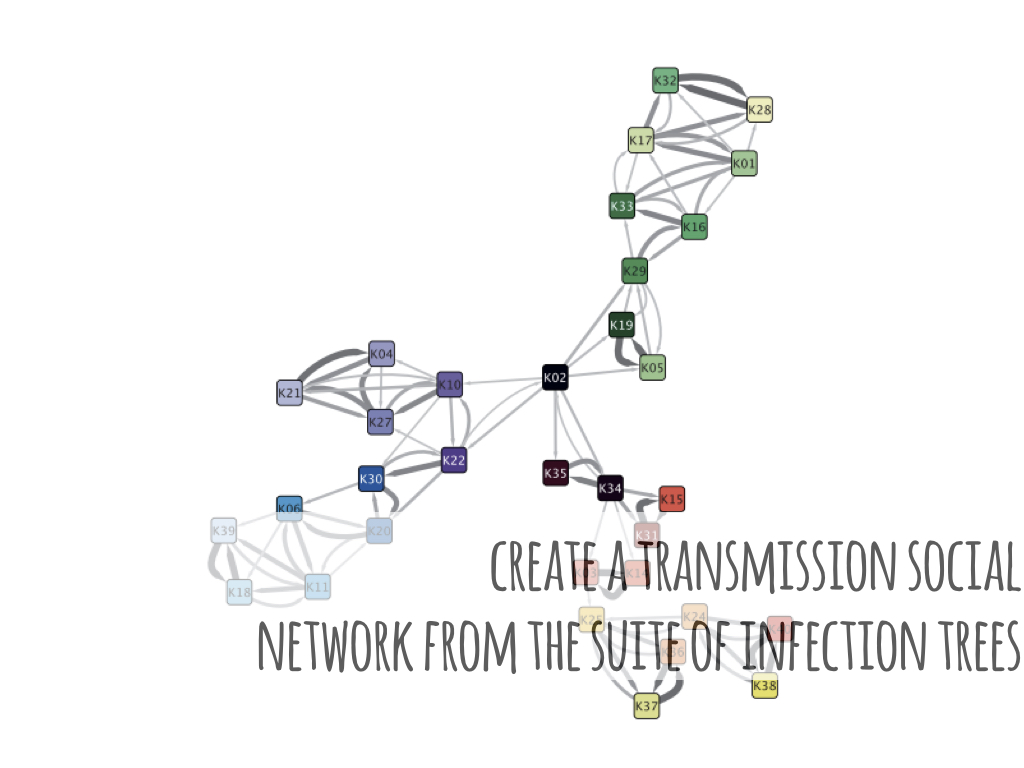 K32
K28
K17
K01
K33
K16
K29
K19
K04
K05
K02
K10
K21
K27
K22
K35
K30
K34
K15
K06
K39
K20
K31
CREATE A TRANSMISSION SOCIAL
K03
K14
K11
K18
K24
NETWORK FROM THE SUITE OF INFECTION TREES
K36
K38
K37